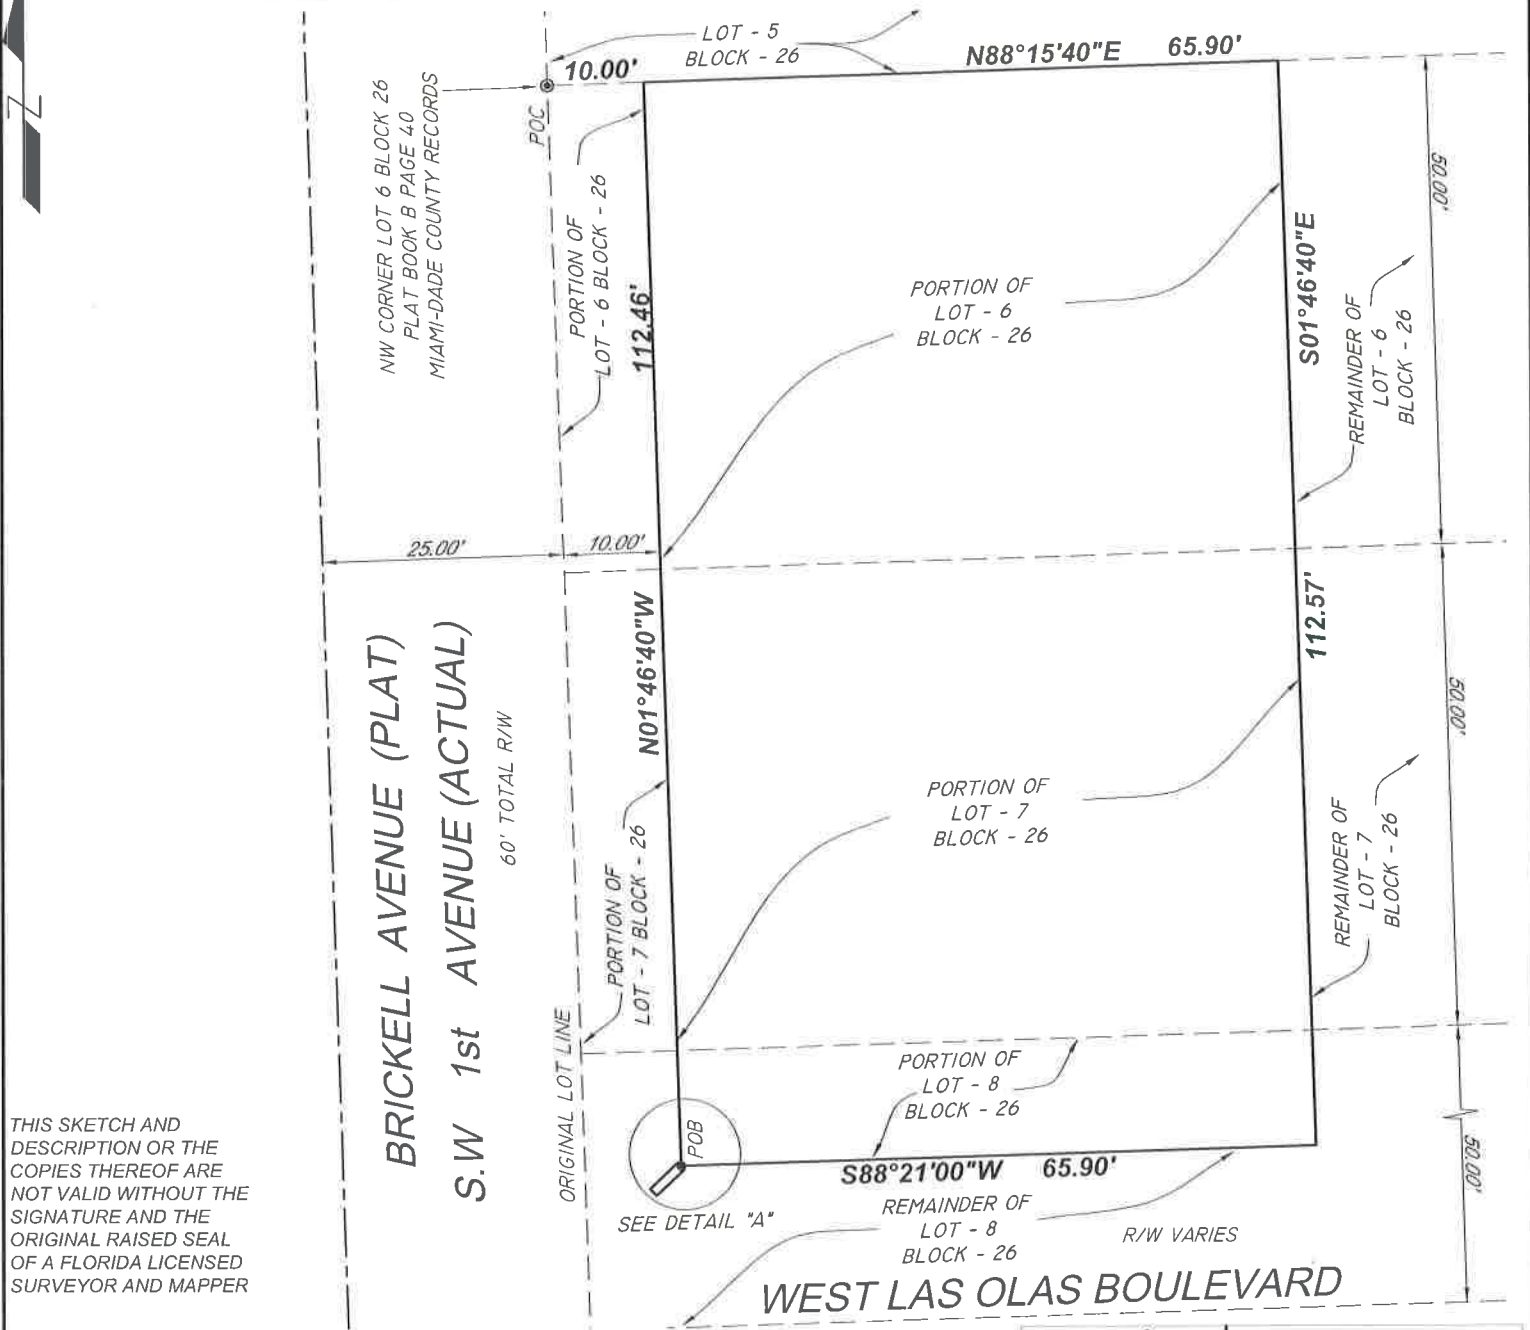 Z
LOT - 5
BLOCK - 26
N88°15'40"E 65.90'
10.00'
POC
NW CORNER LOT 6 BLOCK 26
PLAT BOOK B PAGE 40
MIAMI-DADE COUNTY RECORDS
PORTION OF
LOT - 6 BLOCK - 26
112.46'
PORTION OF
LOT - 6
BLOCK - 26
S01°46'40"E
50.00'
REMAINDER OF
LOT - 6
BLOCK - 26
25.00'
10.00'
N01°46'40"W
112.57'
50.00'
BRICKELL AVENUE (PLAT)
S.W 1st AVENUE (ACTUAL)
60' TOTAL R/W
PORTION OF
LOT - 7
BLOCK - 26
PORTION OF
LOT - 7 BLOCK - 26
REMAINDER OF
LOT - 7
BLOCK - 26
ORIGINAL LOT LINE
PORTION OF
LOT - 8
BLOCK - 26
POB
S88°21'00"W 65.90'
50.00'
SEE DETAIL "A"
REMAINDER OF
LOT - 8
BLOCK - 26
R/W VARIES
WEST LAS OLAS BOULEVARD
THIS SKETCH AND
DESCRIPTION OR THE
COPIES THEREOF ARE
NOT VALID WITHOUT THE
SIGNATURE AND THE
ORIGINAL RAISED SEAL
OF A FLORIDA LICENSED
SURVEYOR AND MAPPER